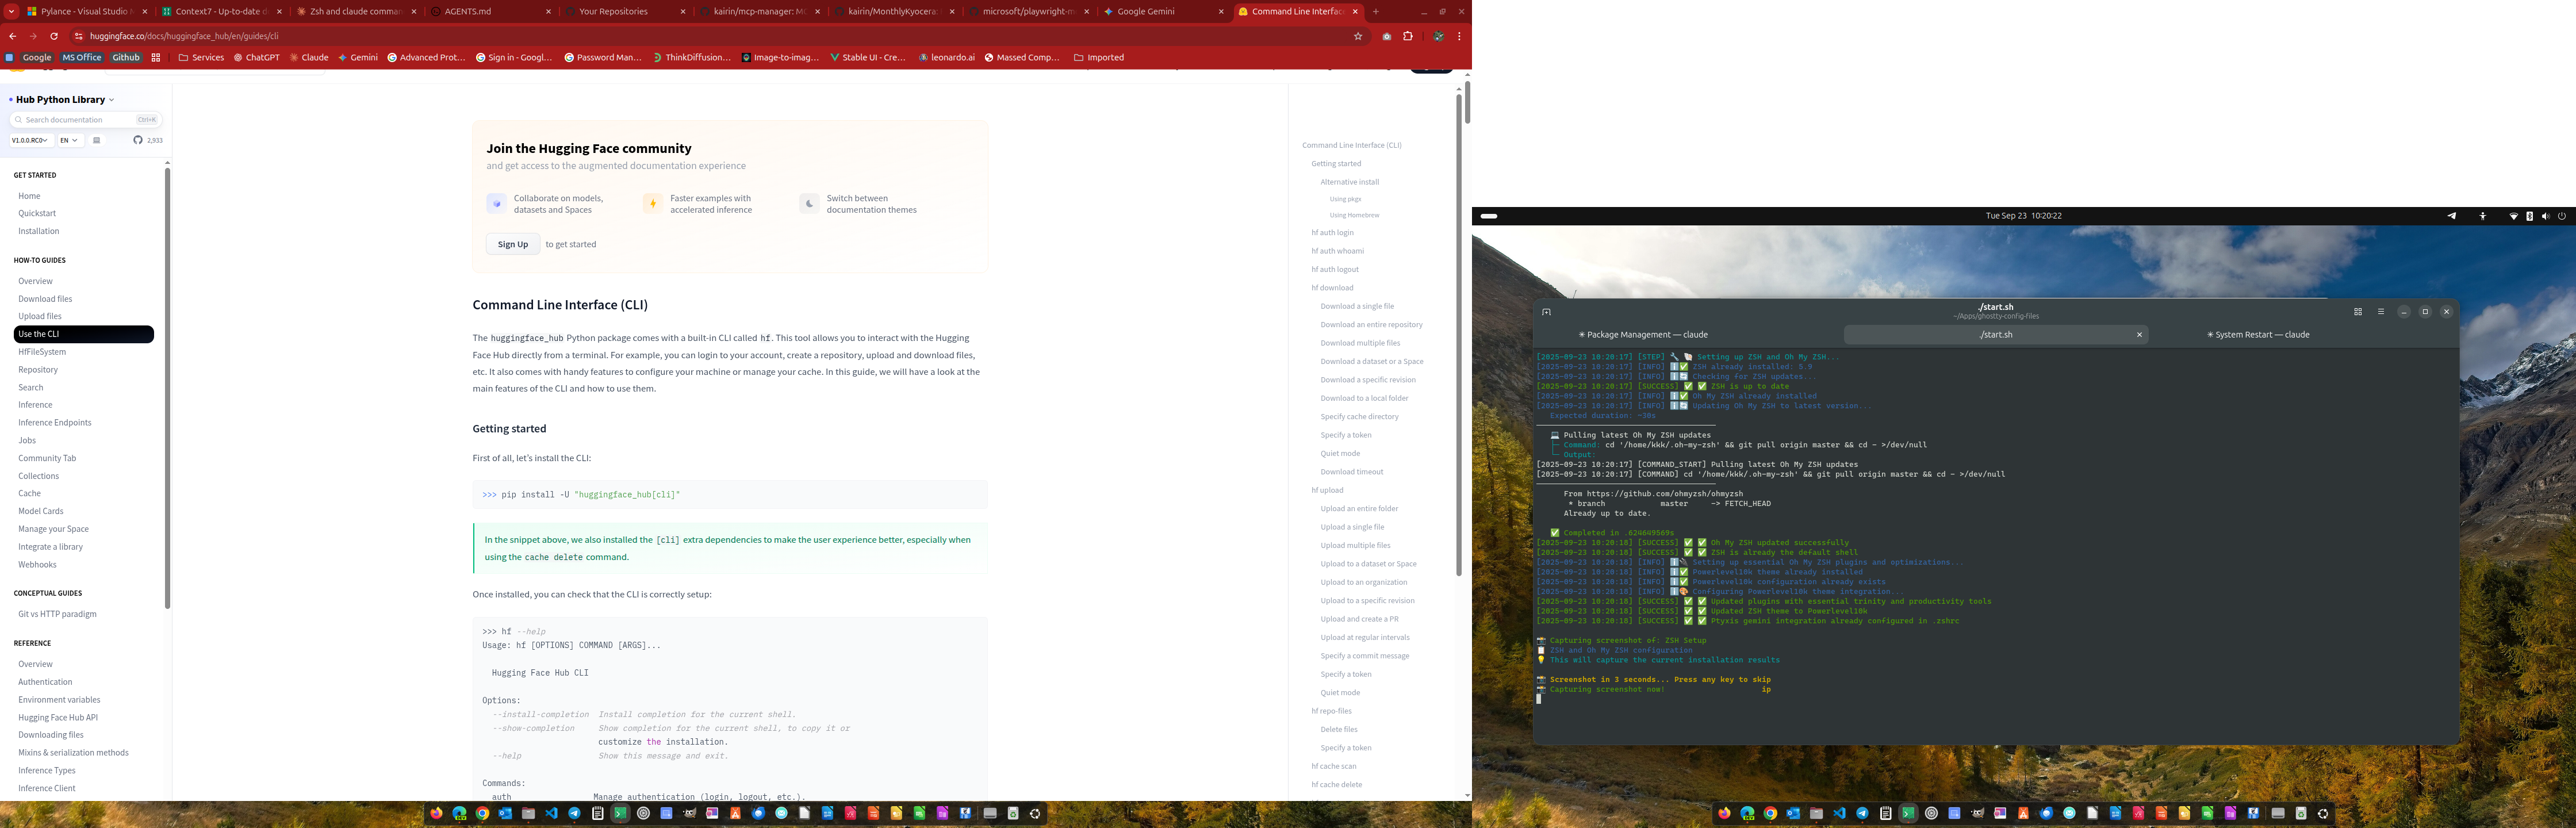 Pylance - Visual Studio M
Context7 - Up-to-date d
Zsh and claude comman
AGENTS.md
Your Repositories
kairin/mcp-manager: MC
kairin/MonthlyKyocera:
microsoft/playwright-m
Google Gemini
Command Line Interface
huggingface.co/docs/huggingface_hub/en/guides/cli
Google
MS Office
Github
Services
ChatGPT
Claude
Gemini
Advanced Prot...
Sign in - Googl...
Password Man...
ThinkDiffusion...
Image-to-imag...
Stable UI - Cre...
leonardo.ai
Massed Comp...
Imported
Hub Python Library
Search documentation
Ctrl+K
V1.0.0.RC0
EN
2,933
GET STARTED
Home
Quickstart
Installation
HOW-TO GUIDES
Overview
Download files
Upload files
Use the CLI
HfFileSystem
Repository
Search
Inference
Inference Endpoints
Jobs
Community Tab
Collections
Cache
Model Cards
Manage your Space
Integrate a library
Webhooks
CONCEPTUAL GUIDES
Git vs HTTP paradigm
REFERENCE
Overview
Authentication
Environment variables
Hugging Face Hub API
Downloading files
Mixins & serialization methods
Inference Types
Inference Client
Join the Hugging Face community
and get access to the augmented documentation experience
Collaborate on models,
datasets and Spaces
Faster examples with
accelerated inference
Switch between
documentation themes
Sign Up
to get started
Command Line Interface (CLI)
The huggingface_hub Python package comes with a built-in CLI called hf. This tool allows you to interact with the Hugging
Face Hub directly from a terminal. For example, you can login to your account, create a repository, upload and download files,
etc. It also comes with handy features to configure your machine or manage your cache. In this guide, we will have a look at the
main features of the CLI and how to use them.
Getting started
First of all, let's install the CLI:
>>> pip install -U "huggingface_hub[cli]"
In the snippet above, we also installed the [cli] extra dependencies to make the user experience better, especially when
using the cache delete command.
Once installed, you can check that the CLI is correctly setup:
>>> hf --help
Usage: hf [OPTIONS] COMMAND [ARGS]...
Hugging Face Hub CLI
Options:
--install-completion Install completion for the current shell.
--show-completion Show completion for the current shell, to copy it or
customize the installation.
--help Show this message and exit.
Commands:
auth Manage authentication (login, logout, etc.).
Command Line Interface (CLI)
Getting started
Alternative install
Using pkgx
Using Homebrew
hf auth login
hf auth whoami
hf auth logout
hf download
Download a single file
Download an entire repository
Download multiple files
Download a dataset or a Space
Download a specific revision
Download to a local folder
Specify cache directory
Specify a token
Quiet mode
Download timeout
hf upload
Upload an entire folder
Upload a single file
Upload multiple files
Upload to a dataset or Space
Upload to an organization
Upload to a specific revision
Upload and create a PR
Upload at regular intervals
Specify a commit message
Specify a token
Quiet mode
hf repo-files
Delete files
Specify a token
hf cache scan
hf cache delete
Tue Sep 23 10:20:22
./start.sh
~/Apps/ghostty-config-files
✳ Package Management — claude
./start.sh
✳ System Restart — claude
[2025-09-23 10:20:17] [STEP] 🔧 🐚 Setting up ZSH and Oh My ZSH...
[2025-09-23 10:20:17] [INFO] ℹ️✅ ZSH already installed: 5.9
[2025-09-23 10:20:17] [INFO] ℹ️🔄 Checking for ZSH updates...
[2025-09-23 10:20:17] [SUCCESS] ✅ ✅ ZSH is up to date
[2025-09-23 10:20:17] [INFO] ℹ️✅ Oh My ZSH already installed
[2025-09-23 10:20:17] [INFO] ℹ️🔄 Updating Oh My ZSH to latest version...
Expected duration: ~30s
💻 Pulling latest Oh My ZSH updates
├─ Command: cd '/home/kkk/.oh-my-zsh' && git pull origin master && cd - >/dev/null
└─ Output:
[2025-09-23 10:20:17] [COMMAND_START] Pulling latest Oh My ZSH updates
[2025-09-23 10:20:17] [COMMAND] cd '/home/kkk/.oh-my-zsh' && git pull origin master && cd - >/dev/null
From https://github.com/ohmyzsh/ohmyzsh
* branch master -> FETCH_HEAD
Already up to date.
✅ Completed in .624849569s
[2025-09-23 10:20:18] [SUCCESS] ✅ ✅ Oh My ZSH updated successfully
[2025-09-23 10:20:18] [SUCCESS] ✅ ✅ ZSH is already the default shell
[2025-09-23 10:20:18] [INFO] ℹ️🔌 Setting up essential Oh My ZSH plugins and optimizations...
[2025-09-23 10:20:18] [INFO] ℹ️✅ Powerlevel10k theme already installed
[2025-09-23 10:20:18] [INFO] ℹ️✅ Powerlevel10k configuration already exists
[2025-09-23 10:20:18] [INFO] ℹ️🎨 Configuring Powerlevel10k theme integration...
[2025-09-23 10:20:18] [SUCCESS] ✅ ✅ Updated plugins with essential trinity and productivity tools
[2025-09-23 10:20:18] [SUCCESS] ✅ ✅ Updated ZSH theme to Powerlevel10k
[2025-09-23 10:20:18] [SUCCESS] ✅ ✅ Ptyxis gemini integration already configured in .zshrc
📸 Capturing screenshot of: ZSH Setup
📋 ZSH and Oh My ZSH configuration
💡 This will capture the current installation results
📸 Screenshot in 3 seconds... Press any key to skip
📸 Capturing screenshot now! ip